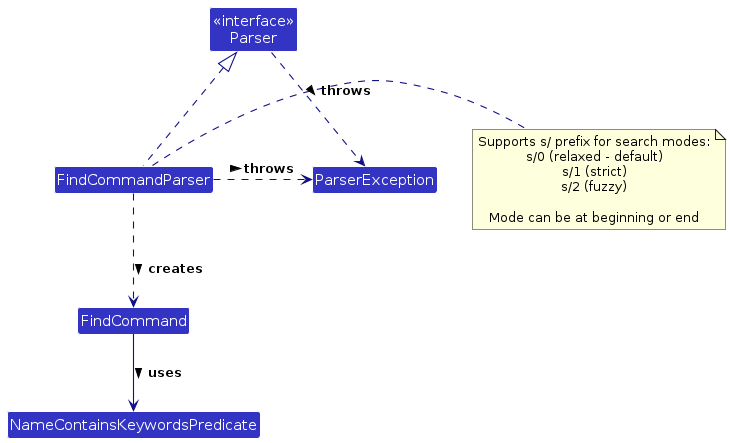 «interface»
Parser
throws
Supports s/ prefix for search modes:
s/0 (relaxed - default)
s/1 (strict)
s/2 (fuzzy)
Mode can be at beginning or end
FindCommandParser
throws
ParserException
creates
FindCommand
uses
NameContainsKeywordsPredicate